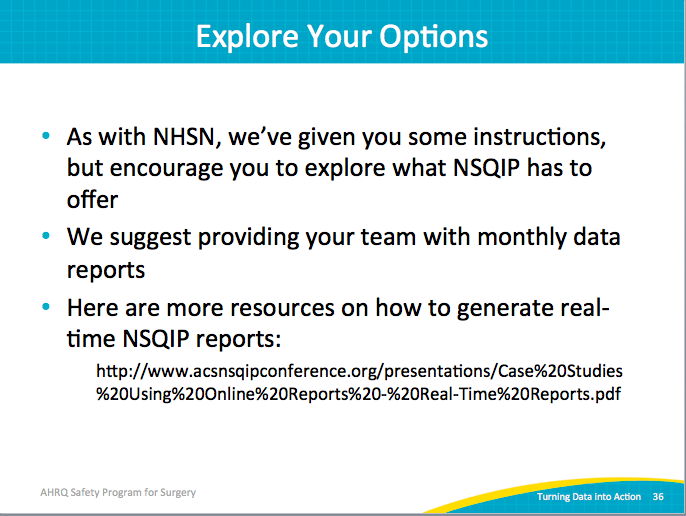 Explore Your Options
• As with NHSN, we’ve given you some instructions,
but encourage you to explore what NSQIP has to
offer
• We suggest providing your team with monthly data
reports
• Here are more resources on how to generate real-
time NSQIP reports:
http://www.acsnsqipconference.org/presentations/Case%20Studies
%20Using%20Online%20Reports%20-%20Real-Time%20Reports.pdf
AHRQ Safety Program for Surgery
Turning Data into Action 36